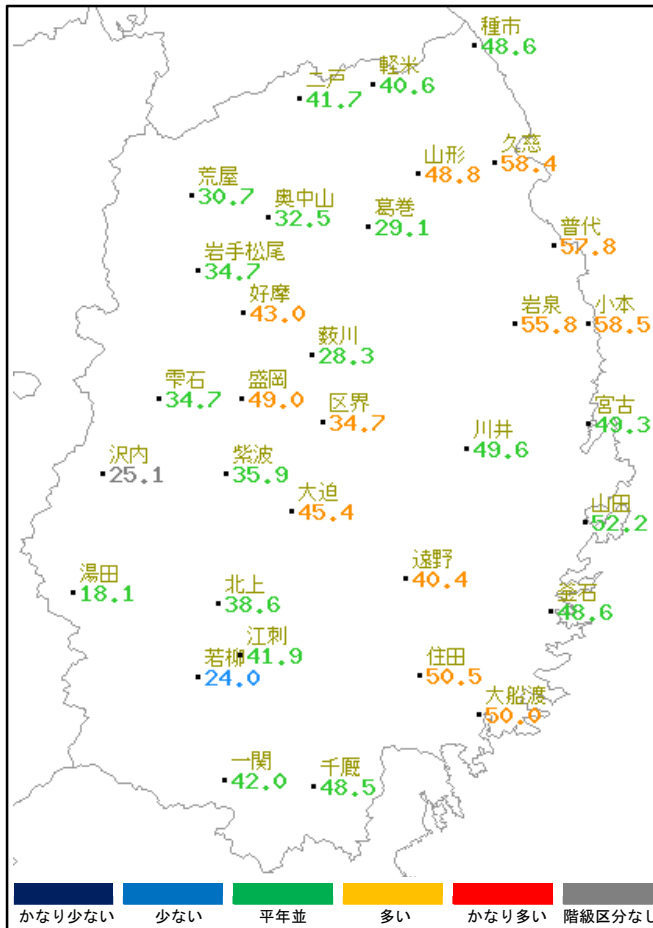 種市
48.6
軽米
40.6
二戸
41.7
久慈
58.4
山形
48.8
荒屋
30.7
奥中山
32.5
葛巻
29.1
普代
57.8
岩手松尾
34.7
好摩
43.0
岩泉
55.8
小本
58.5
薮川
28.3
雫石
34.7
盛岡
49.0
区界
34.7
宮古
49.3
川井
49.6
沢内
25.1
紫波
35.9
大迫
45.4
山田
52.2
湯田
18.1
北上
38.6
遠野
40.4
釜石
48.6
江刺
41.9
若柳
24.0
住田
50.5
大船渡
50.0
一関
42.0
千厩
48.5
かなり少ない
少ない
平年並
多い
かなり多い
階級区分なし